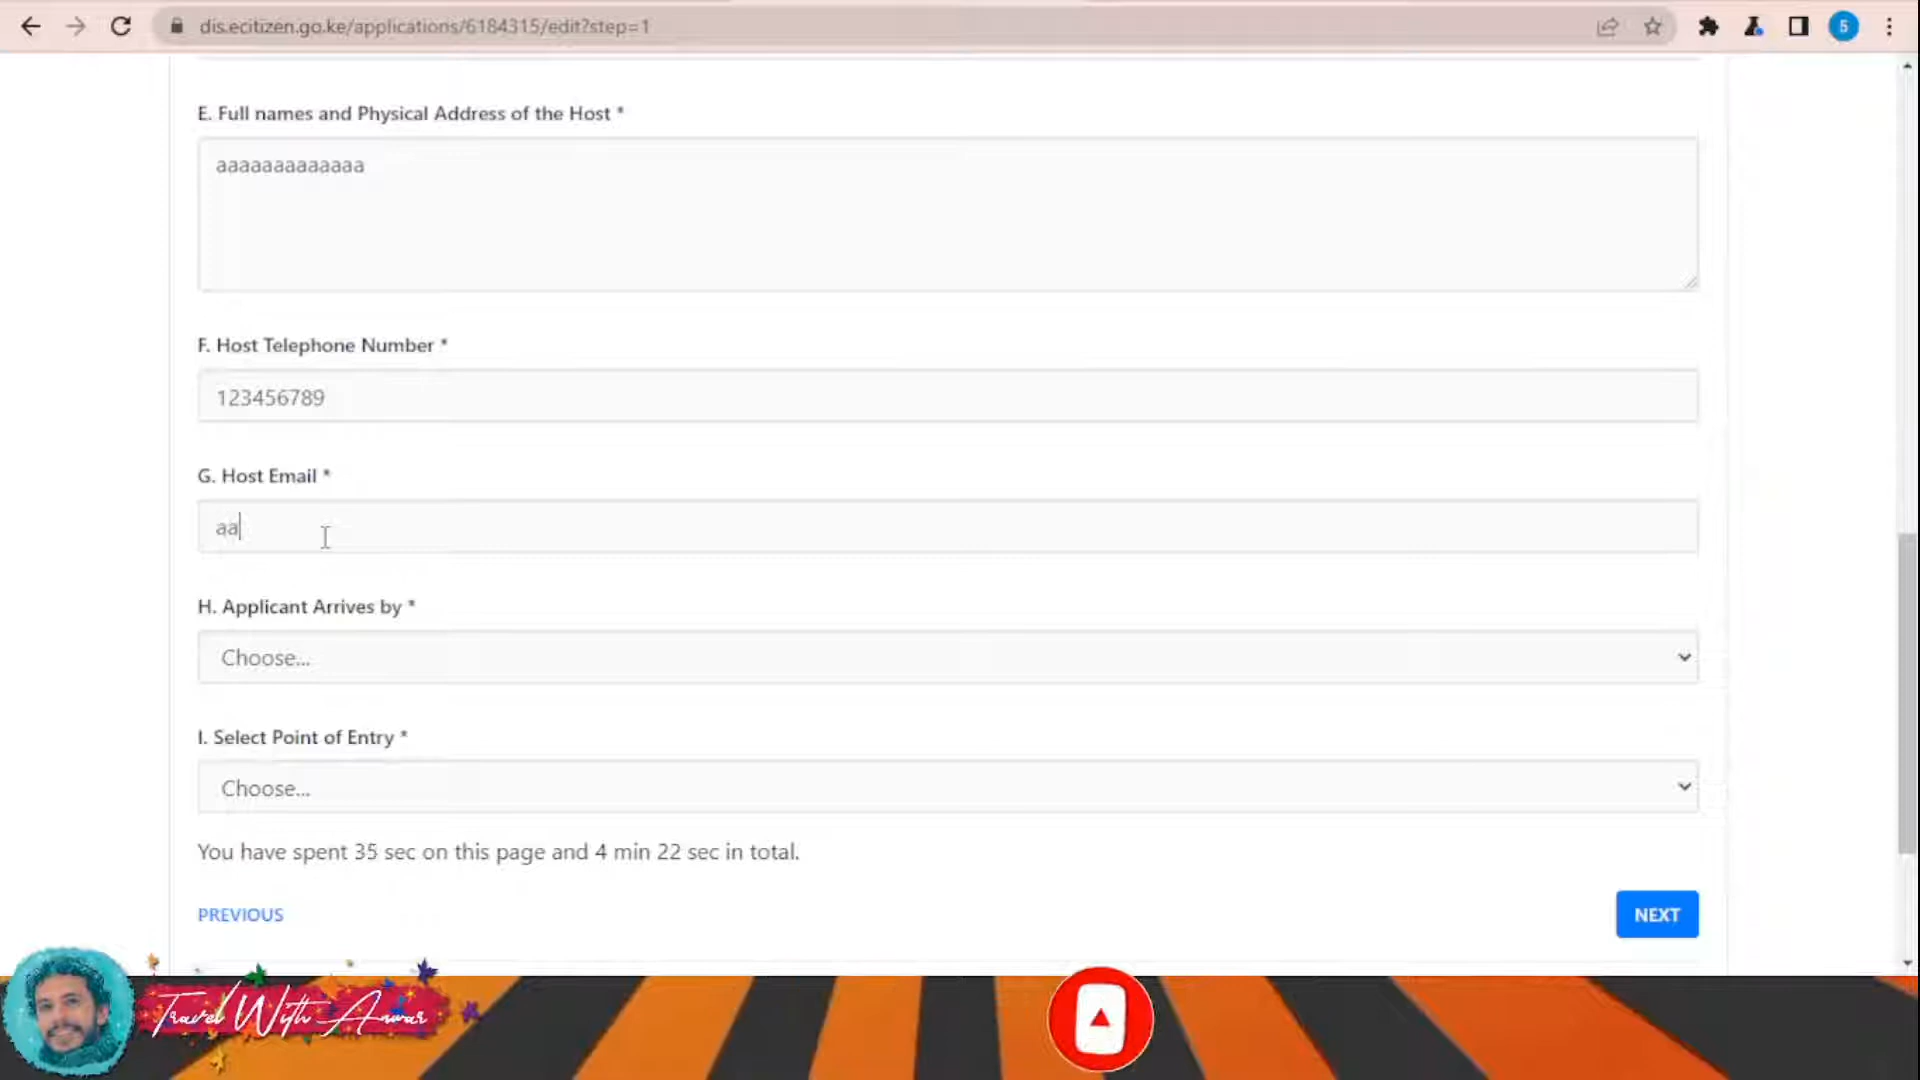 dis.ecitizen.go.ke/applications/6184315/edit?step=1
5
E. Full names and Physical Address of the Host *
aaaaaaaaaaaaa
F. Host Telephone Number *
123456789
G. Host Email *
aa
H. Applicant Arrives by *
Choose...
I. Select Point of Entry *
Choose...
You have spent 35 sec on this page and 4 min 22 sec in total.
PREVIOUS
NEXT
Travel With Anwar